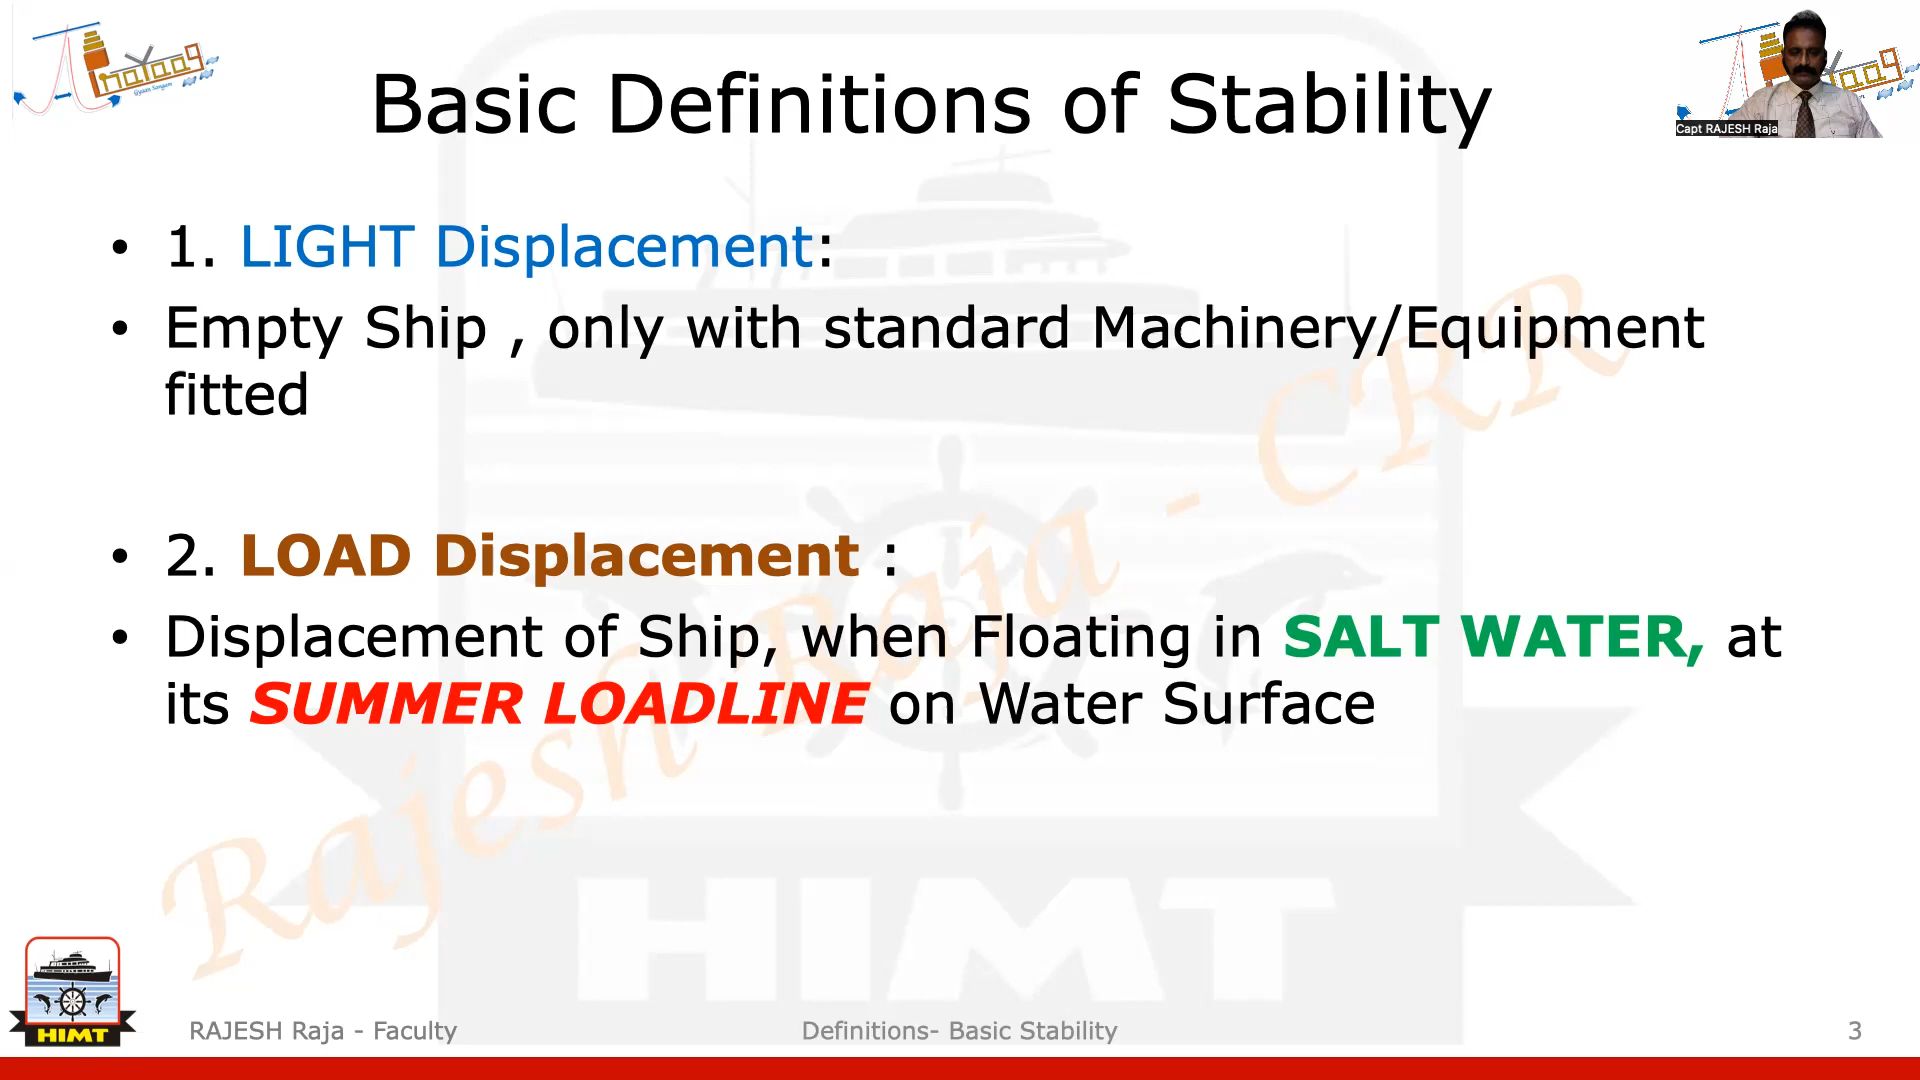 Basic Definitions of Stability
Capt RAJESH Raja
• 1. LIGHT Displacement:
• Empty Ship , only with standard Machinery/Equipment
fitted
• 2. LOAD Displacement :
• Displacement of Ship, when Floating in SALT WATER, at
its SUMMER LOADLINE on Water Surface
Rajesh Raja - CRR
HIMT
HIMT
RAJESH Raja - Faculty
Definitions- Basic Stability
3